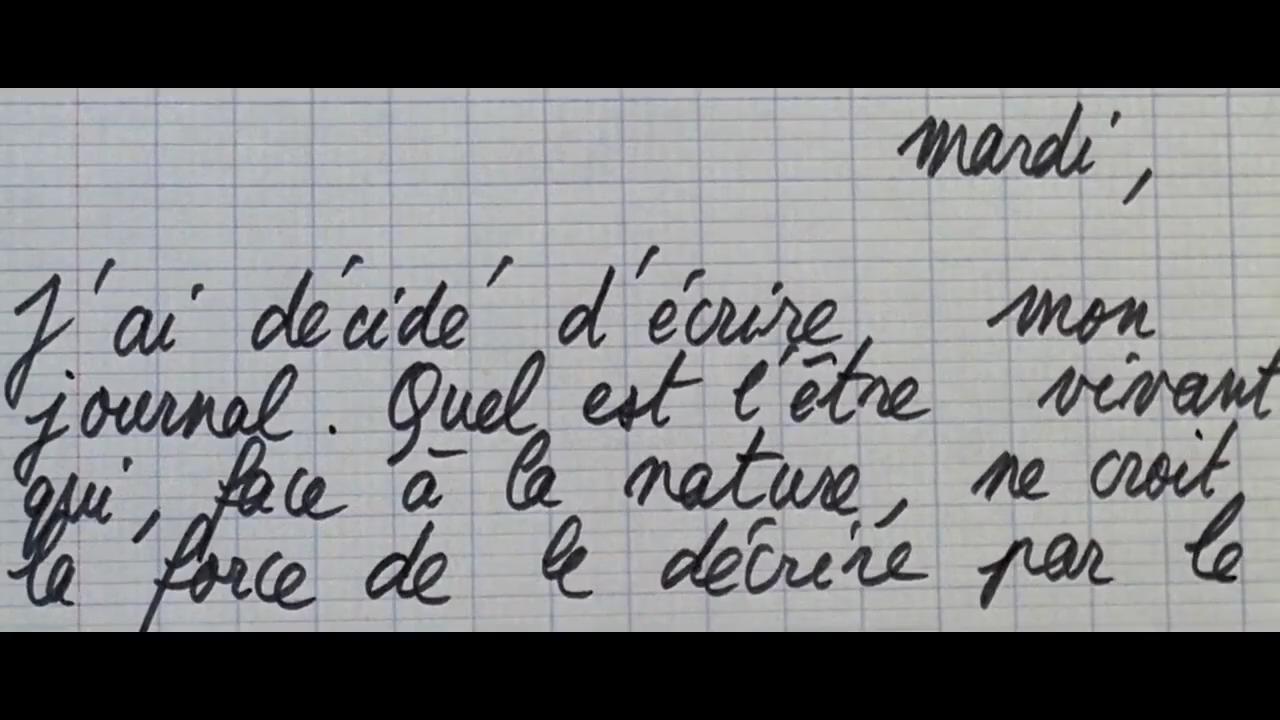 mardi,
J'ai décidé d'écrire mon
journal. Quel est l'être vivant
qui, face à la nature, ne croit
la force de le décrire par le